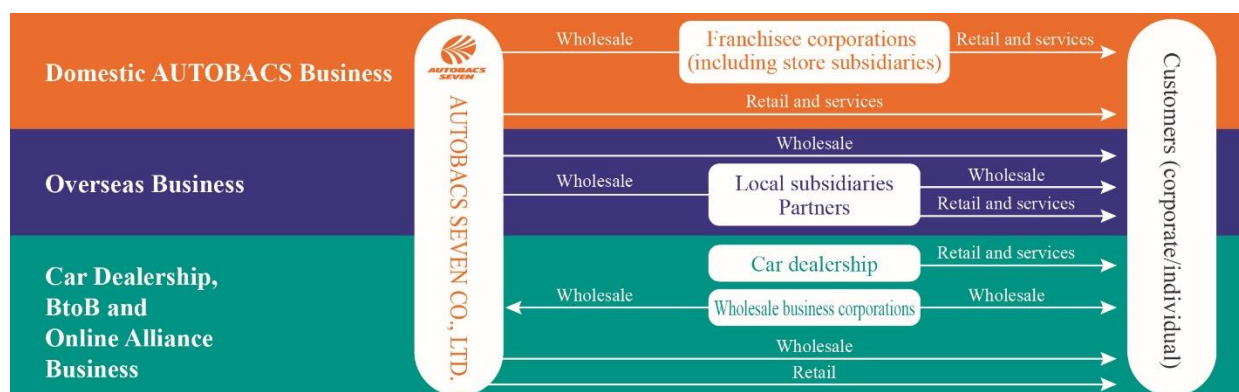 Domestic AUTOBACS Business
AUTOBACS
SEVEN
AUTOBACS SEVEN CO., LTD.
Wholesale
Franchisee corporations
(including store subsidiaries)
Retail and services
Retail and services
Customers (corporate/individual)
Overseas Business
Wholesale
Wholesale
Local subsidiaries
Partners
Wholesale
Retail and services
Car Dealership,
BtoB and
Online Alliance
Business
Car dealership
Retail and services
Wholesale
Wholesale business corporations
Wholesale
Wholesale
Retail